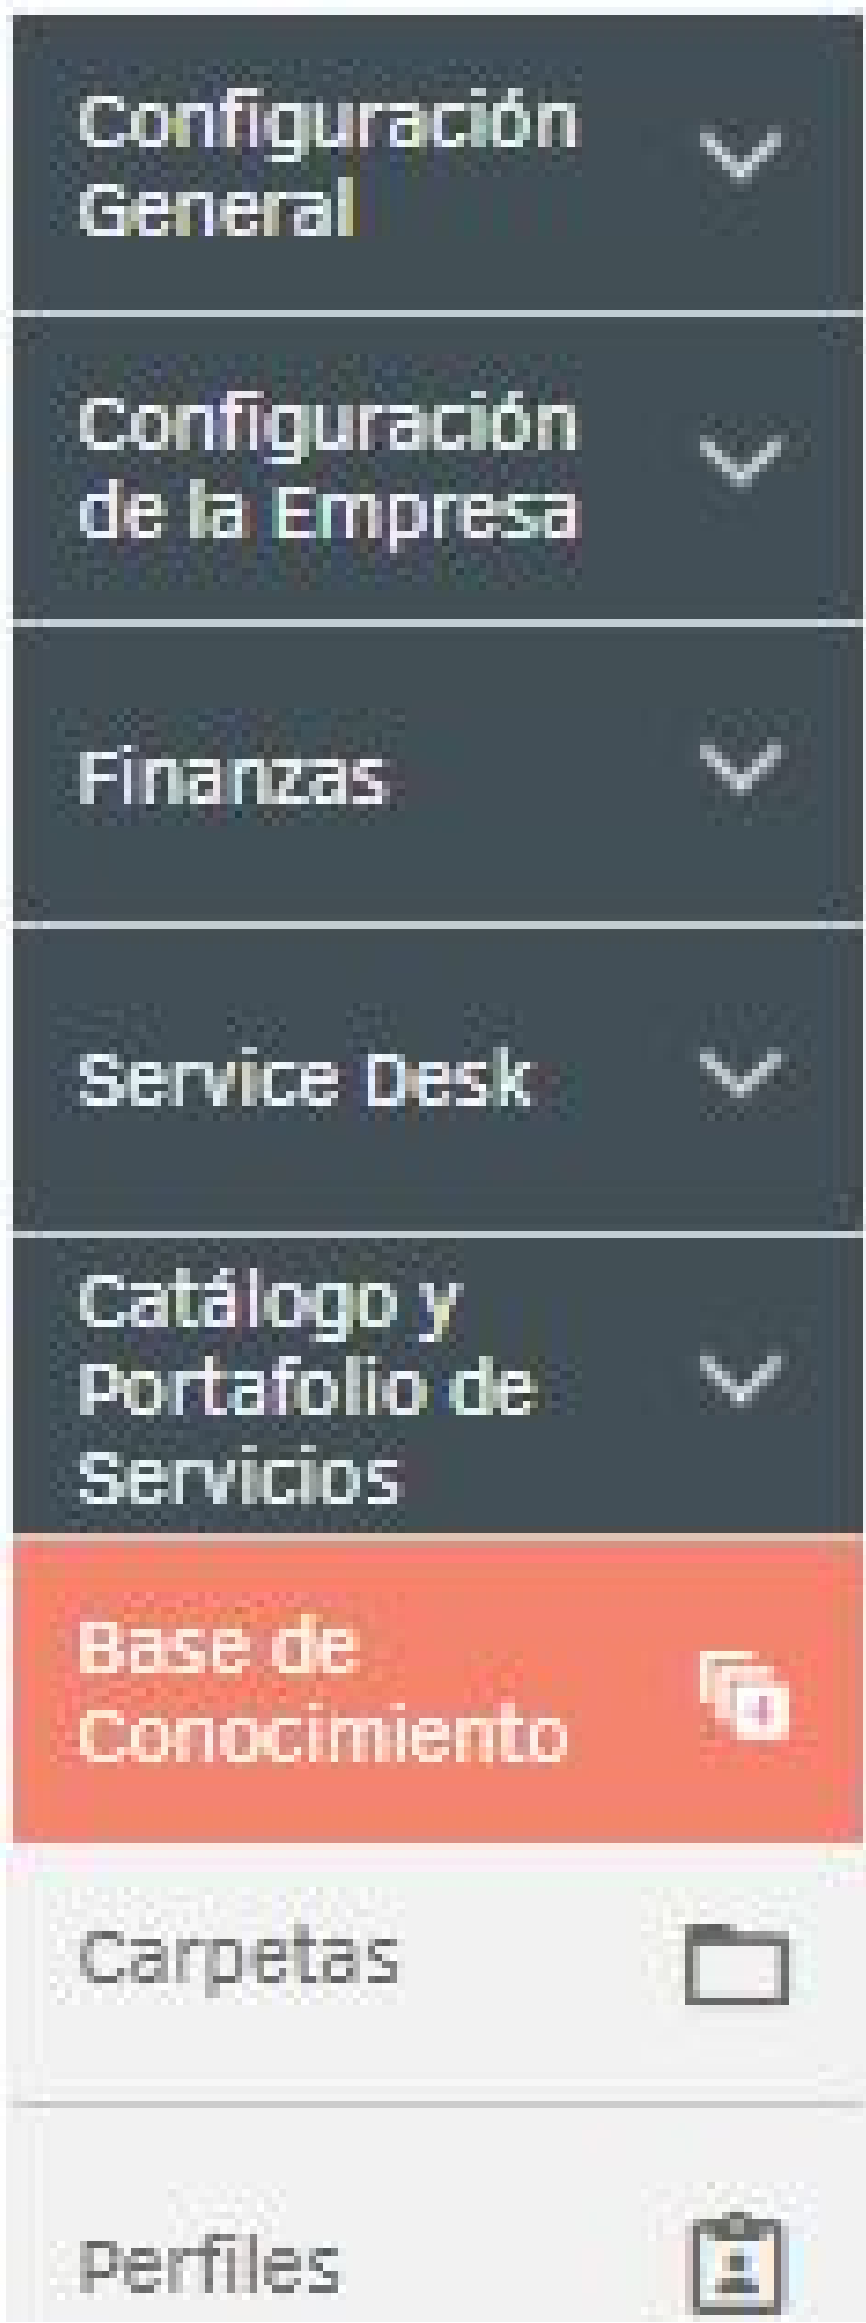 Configuración
General
Configuración
de la Empresa
Finanzas
Service Desk
Catálogo y
Portafolio de
Servicios
Base de
Conocimiento
Carpetas
Perfiles